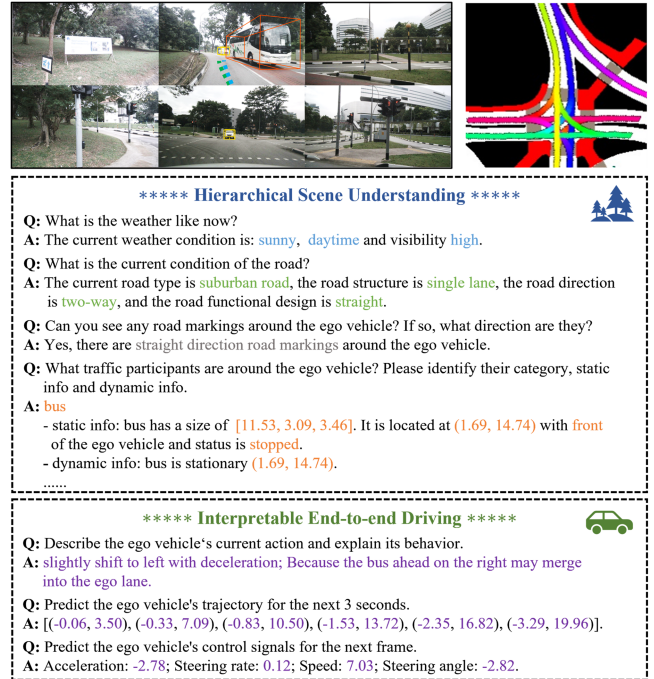 ***** Hierarchical Scene Understanding *****
Q: What is the weather like now?
A: The current weather condition is: sunny, daytime and visibility high.
Q: What is the current condition of the road?
A: The current road type is suburban road, the road structure is single lane, the road direction
is two-way, and the road functional design is straight.
Q: Can you see any road markings around the ego vehicle? If so, what direction are they?
A: Yes, there are straight direction road markings around the ego vehicle.
Q: What traffic participants are around the ego vehicle? Please identify their category, static
info and dynamic info.
A: bus
- static info: bus has a size of [11.53, 3.09, 3.46]. It is located at (1.69, 14.74) with front
of the ego vehicle and status is stopped.
- dynamic info: bus is stationary (1.69, 14.74).
......
***** Interpretable End-to-end Driving *****
Q: Describe the ego vehicle‘s current action and explain its behavior.
A: slightly shift to left with deceleration; Because the bus ahead on the right may merge
into the ego lane.
Q: Predict the ego vehicle's trajectory for the next 3 seconds.
A: [(-0.06, 3.50), (-0.33, 7.09), (-0.83, 10.50), (-1.53, 13.72), (-2.35, 16.82), (-3.29, 19.96)].
Q: Predict the ego vehicle's control signals for the next frame.
A: Acceleration: -2.78; Steering rate: 0.12; Speed: 7.03; Steering angle: -2.82.